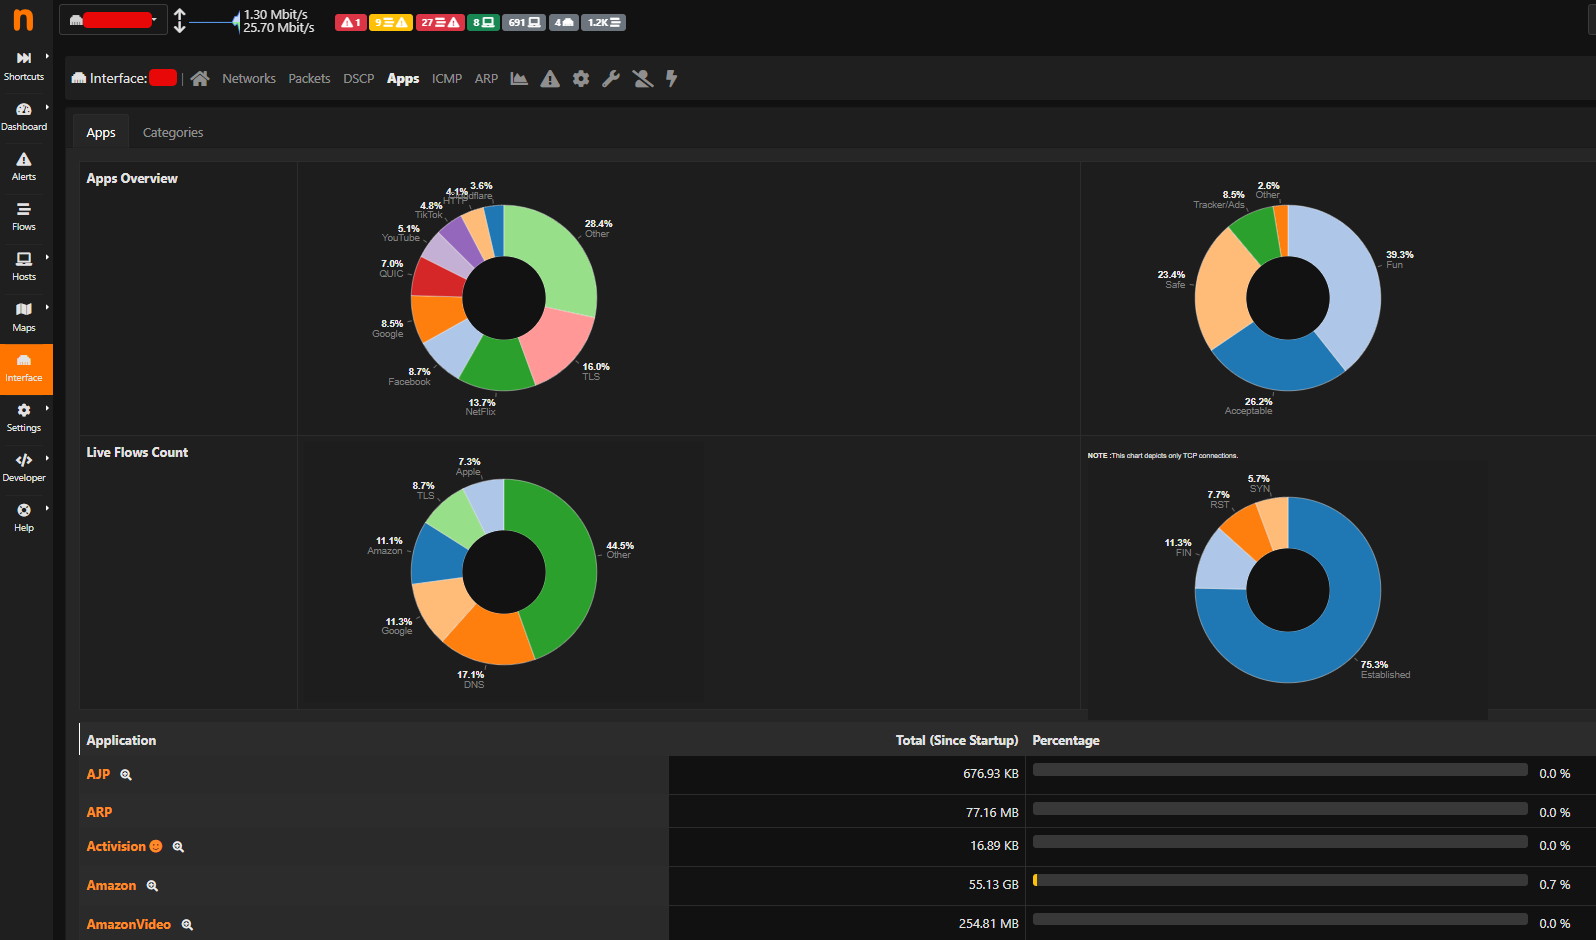 n
1.30 Mbit/s
25.70 Mbit/s
1
9
27
8
691
4
1.2K
Shortcuts
Dashboard
Alerts
Flows
Hosts
Maps
Interface
Settings
Developer
Help
Interface: | Networks Packets DSCP Apps ICMP ARP
Apps Categories
Apps Overview
3.6%
Cloudflare
4.1%
HTTP
4.8%
TikTok
5.1%
YouTube
7.0%
QUIC
8.5%
Google
8.7%
Facebook
13.7%
NetFlix
16.0%
TLS
28.4%
Other
2.6%
Other
8.5%
Tracker/Ads
23.4%
Safe
26.2%
Acceptable
39.3%
Fun
Live Flows Count
7.3%
Apple
8.7%
TLS
11.1%
Amazon
11.3%
Google
17.1%
DNS
44.5%
Other
NOTE :This chart depicts only TCP connections.
5.7%
SYN
7.7%
RST
11.3%
FIN
75.3%
Established
Application Total (Since Startup) Percentage
AJP 676.93 KB 0.0 %
ARP 77.16 MB 0.0 %
Activision 16.89 KB 0.0 %
Amazon 55.13 GB 0.7 %
AmazonVideo 254.81 MB 0.0 %